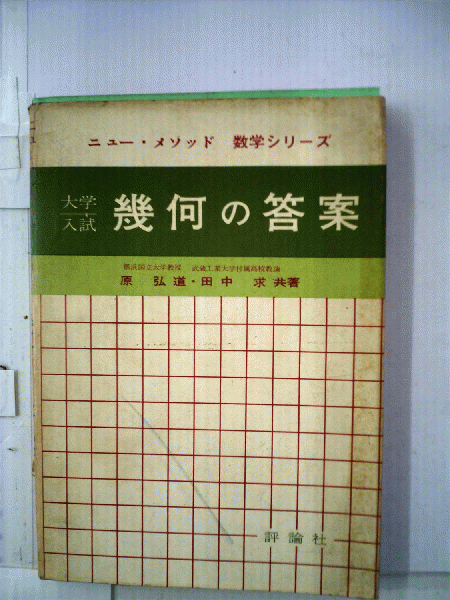 ニュー・メソッド 数学シリーズ
大学入試 幾何の答案
横浜国立大学教授 武蔵工業大学付属高校教諭
原 弘道・田中 求 共著
評論社